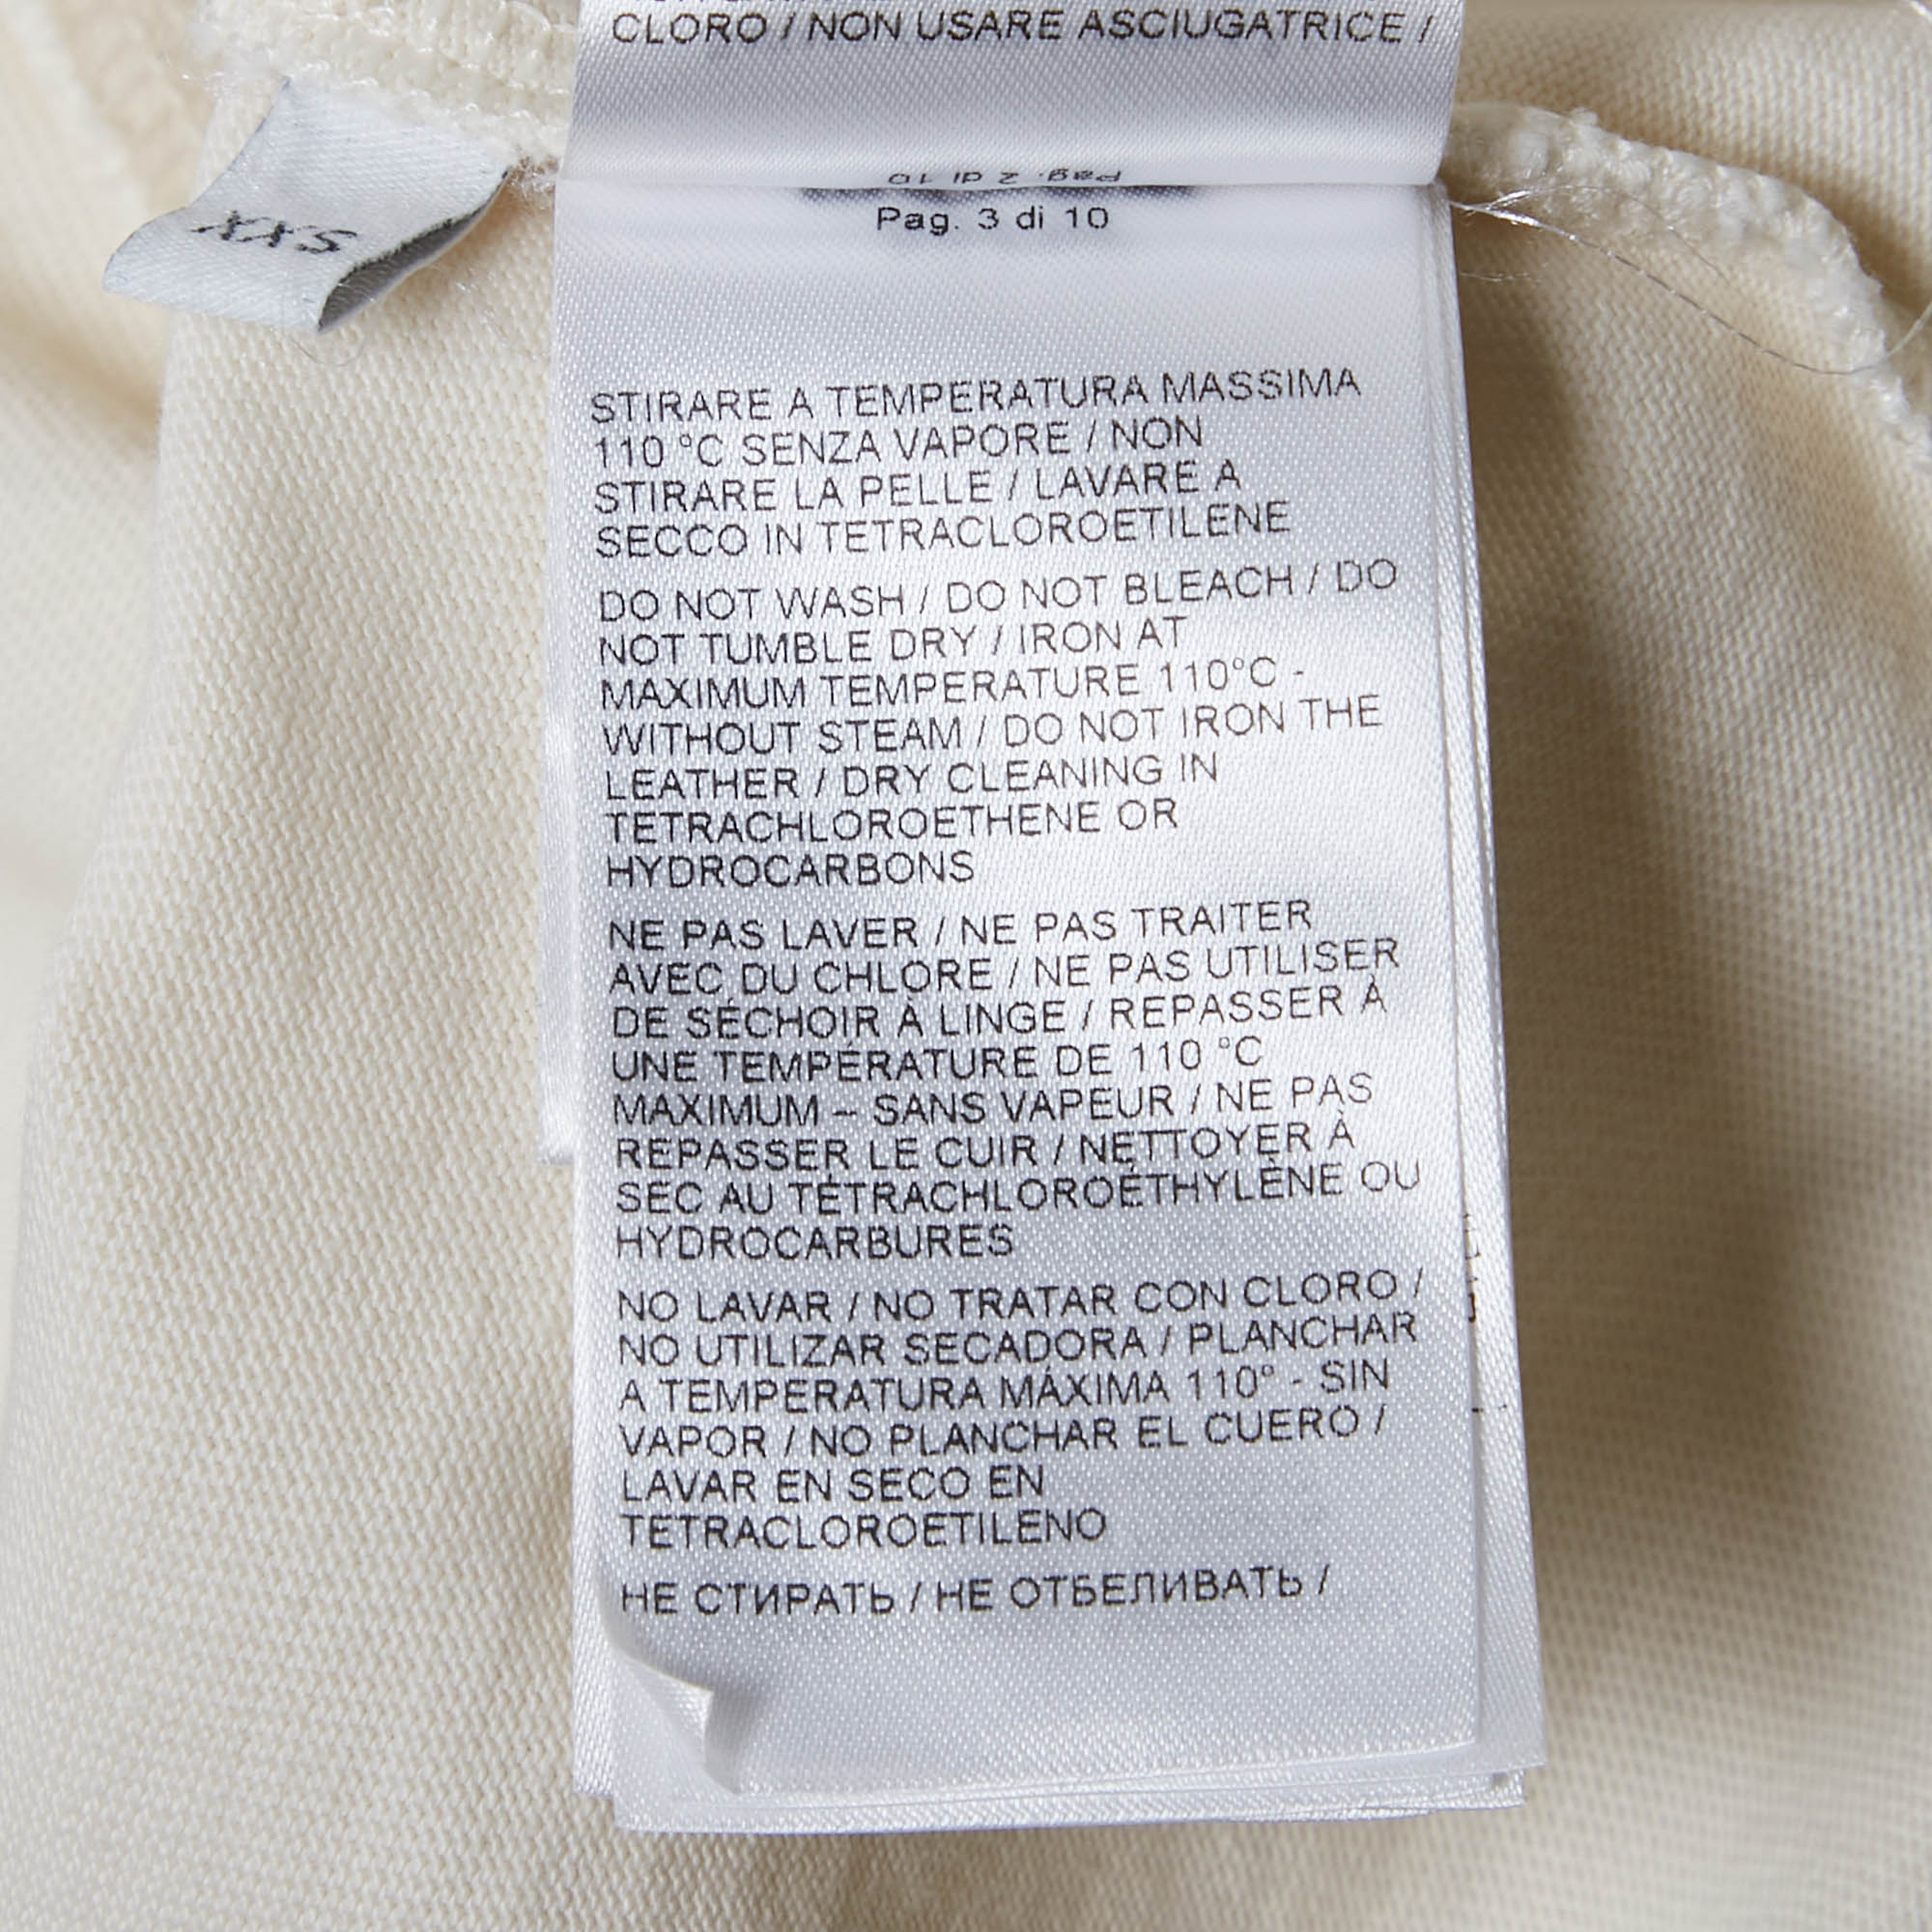 CLORO / NON USARE ASCIUGATRICE /
XXS
Pag. 2 di 10
Pag. 3 di 10
STIRARE A TEMPERATURA MASSIMA
110 °C SENZA VAPORE / NON
STIRARE LA PELLE / LAVARE A
SECCO IN TETRACLOROETILENE
DO NOT WASH / DO NOT BLEACH / DO
NOT TUMBLE DRY / IRON AT
MAXIMUM TEMPERATURE 110°C -
WITHOUT STEAM / DO NOT IRON THE
LEATHER / DRY CLEANING IN
TETRACHLOROETHENE OR
HYDROCARBONS
NE PAS LAVER / NE PAS TRAITER
AVEC DU CHLORE / NE PAS UTILISER
DE SÉCHOIR À LINGE / REPASSER À
UNE TEMPÉRATURE DE 110 °C
MAXIMUM – SANS VAPEUR / NE PAS
REPASSER LE CUIR / NETTOYER À
SEC AU TÉTRACHLOROÉTHYLÈNE OU
HYDROCARBURES
NO LAVAR / NO TRATAR CON CLORO /
NO UTILIZAR SECADORA / PLANCHAR
A TEMPERATURA MÁXIMA 110° - SIN
VAPOR / NO PLANCHAR EL CUERO /
LAVAR EN SECO EN
TETRACLOROETILENO
НЕ СТИРАТЬ / НЕ ОТБЕЛИВАТЬ /